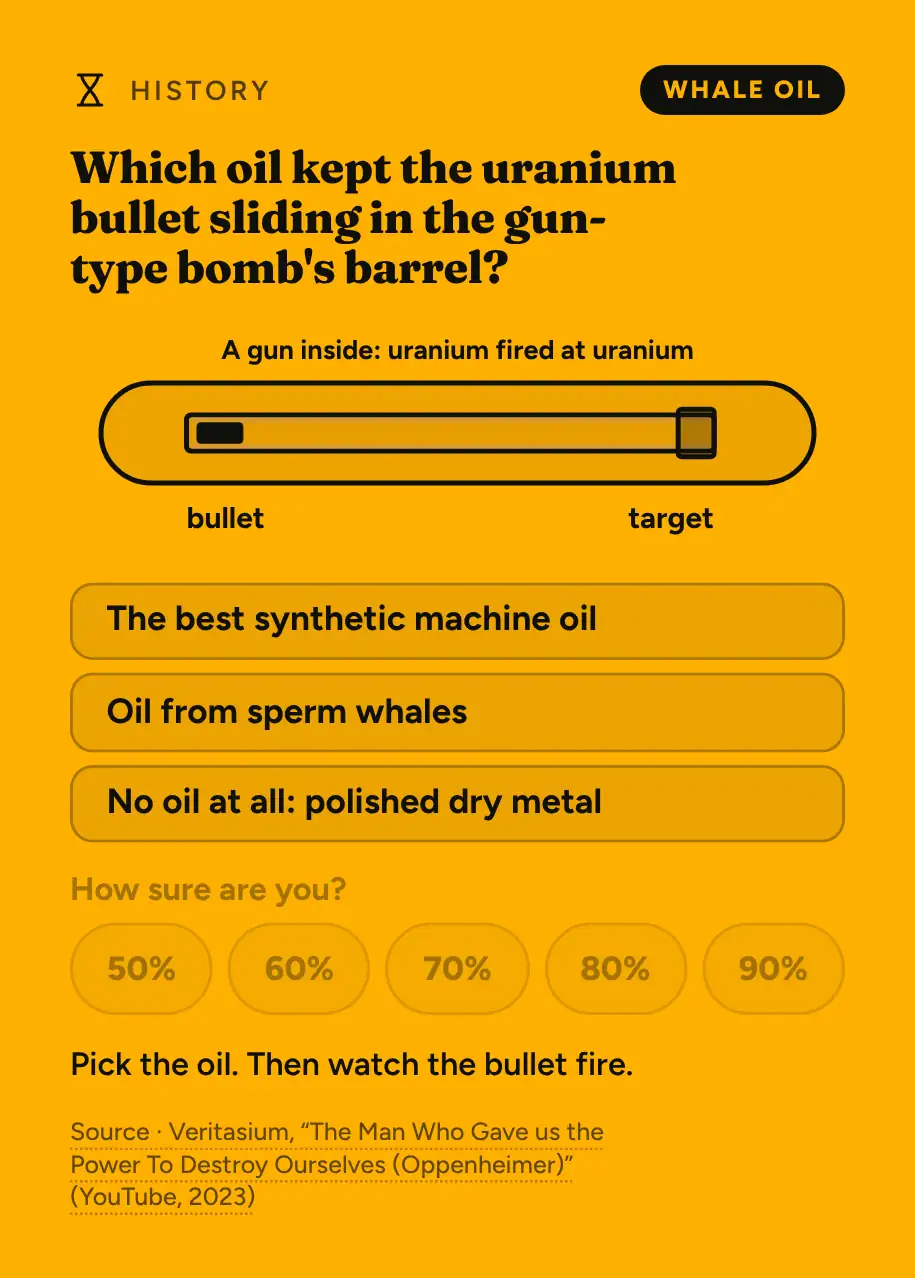 HISTORY
WHALE OIL
Which oil kept the uranium
bullet sliding in the gun-
type bomb's barrel?
A gun inside: uranium fired at uranium
bullet
target
The best synthetic machine oil
Oil from sperm whales
No oil at all: polished dry metal
How sure are you?
50%
60%
70%
80%
90%
Pick the oil. Then watch the bullet fire.
Source · Veritasium, “The Man Who Gave us the
Power To Destroy Ourselves (Oppenheimer)”
(YouTube, 2023)